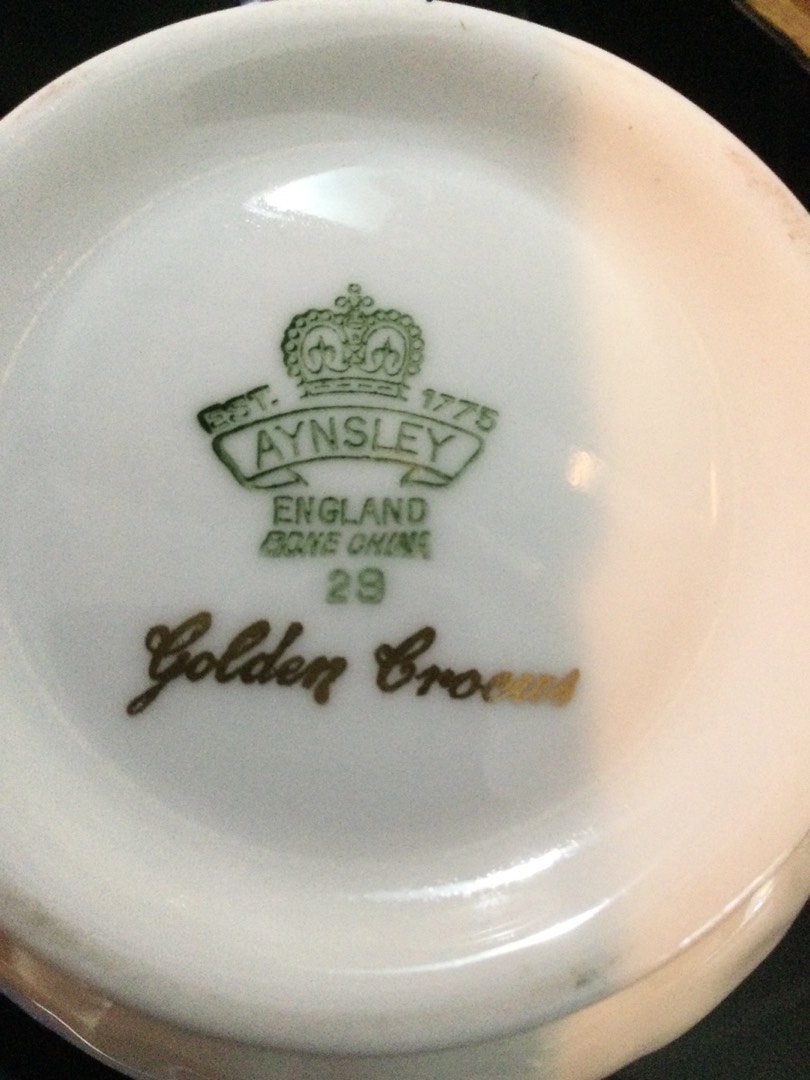 EST. 1775
AYNSLEY
ENGLAND
BONE CHINA
29
Golden Crocus